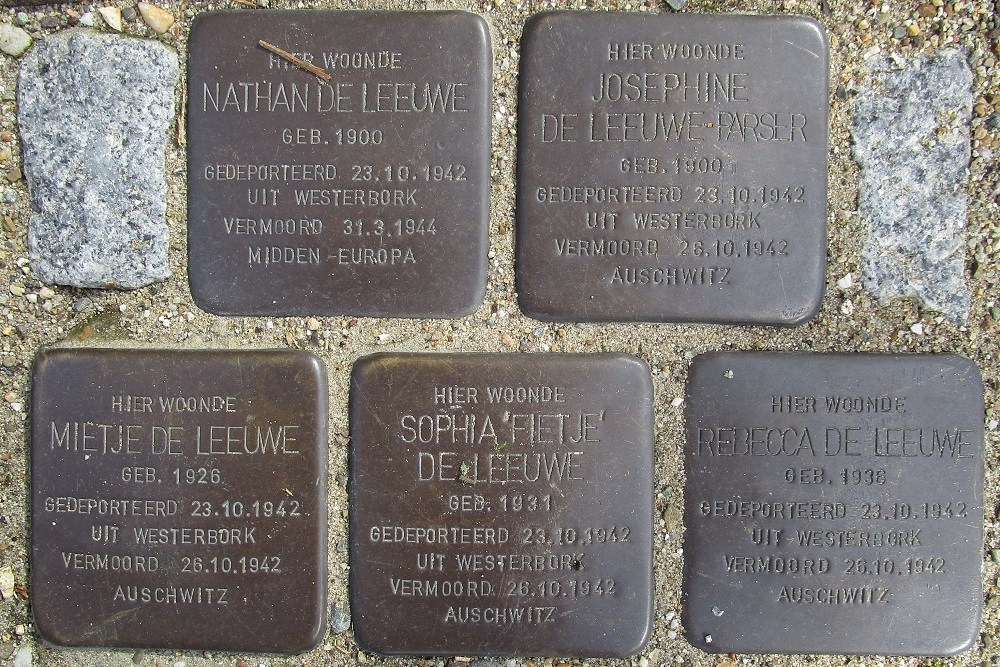 HIER WOONDE
NATHAN DE LEEUWE
GEB. 1900
GEDEPORTEERD 23.10.1942
UIT WESTERBORK
VERMOORD 31.3.1944
MIDDEN-EUROPA
HIER WOONDE
JOSEPHINE
DE LEEUWE-PARSER
GEB. 1900
GEDEPORTEERD 23.10.1942
UIT WESTERBORK
VERMOORD 26.10.1942
AUSCHWITZ
HIER WOONDE
MIETJE DE LEEUWE
GEB. 1926
GEDEPORTEERD 23.10.1942
UIT WESTERBORK
VERMOORD 26.10.1942
AUSCHWITZ
HIER WOONDE
SOPHIA 'FIETJE'
DE LEEUWE
GEB. 1931
GEDEPORTEERD 23.10.1942
UIT WESTERBORK
VERMOORD 26.10.1942
AUSCHWITZ
HIER WOONDE
REBECCA DE LEEUWE
GEB. 1938
GEDEPORTEERD 23.10.1942
UIT WESTERBORK
VERMOORD 26.10.1942
AUSCHWITZ